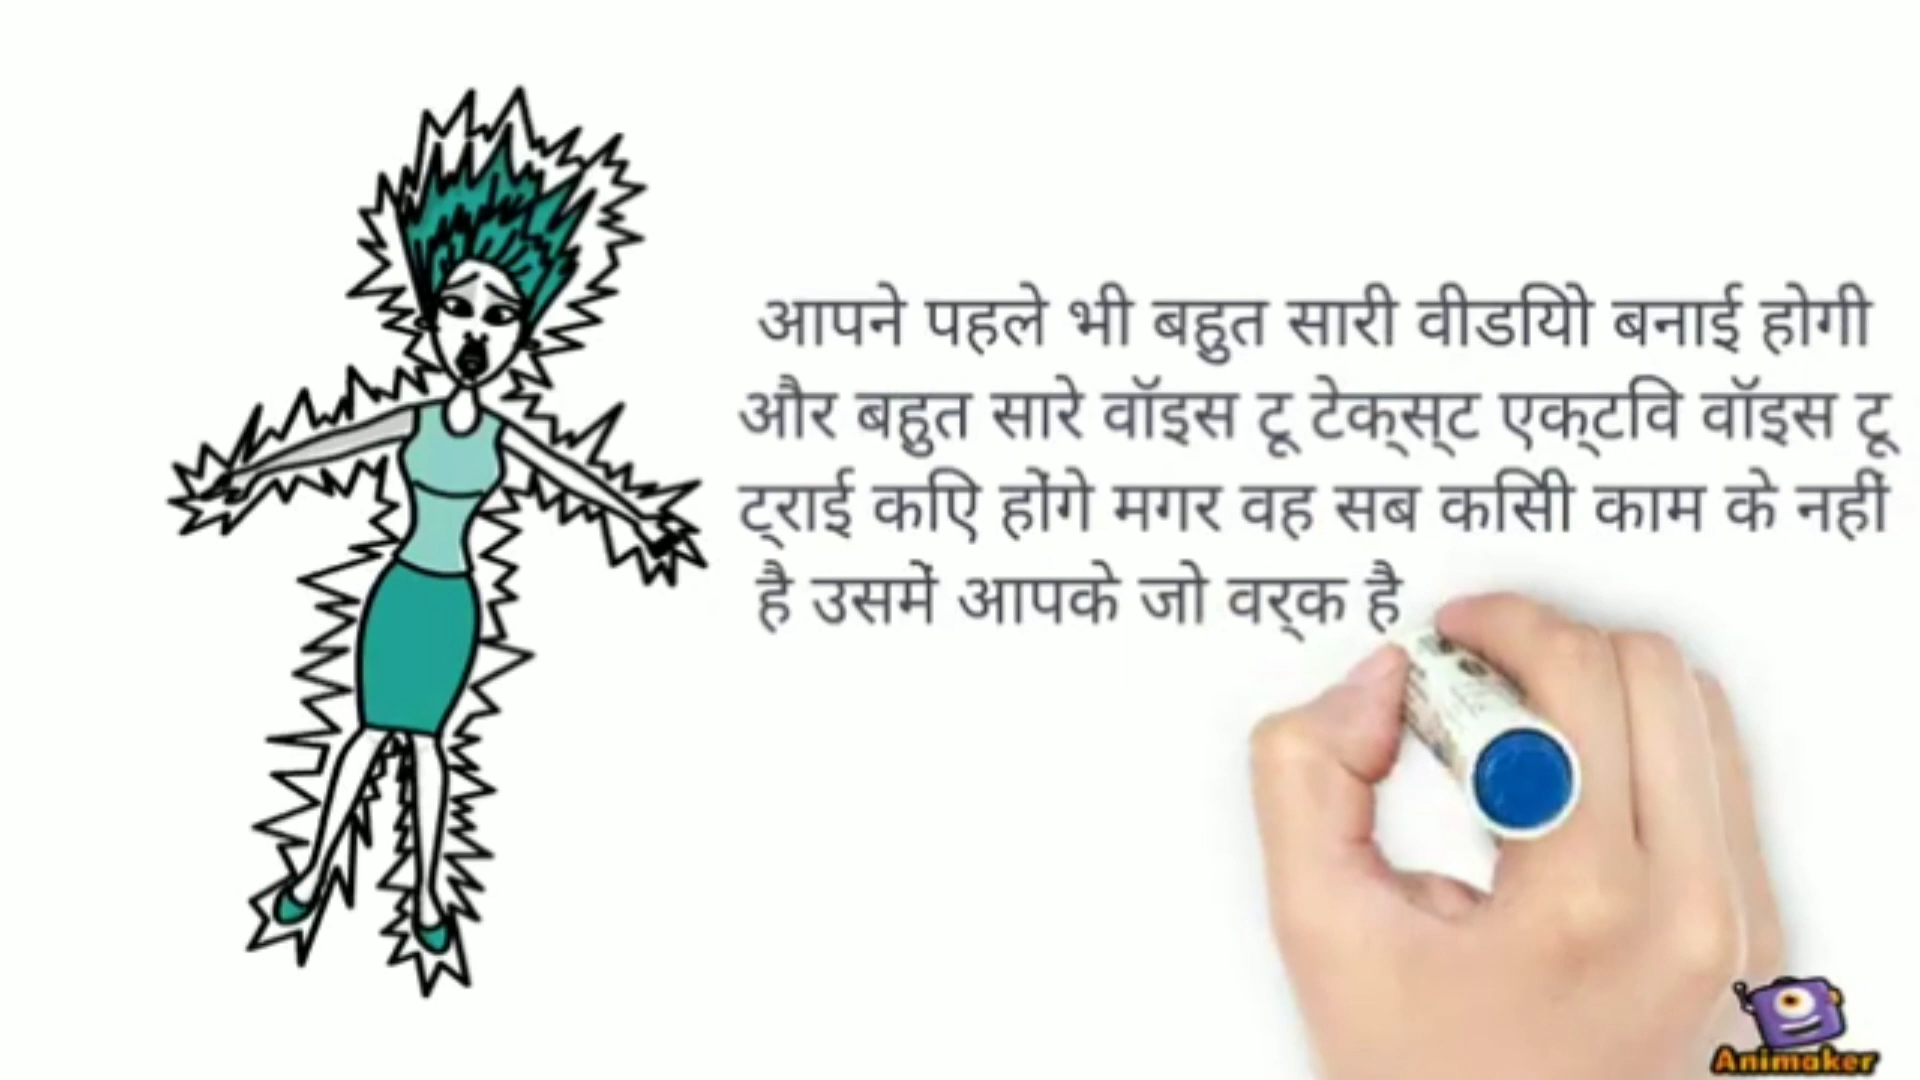 आपने पहले भी बहुत सारी वीडयिो बनाई होगी
और बहुत सारे वॉइस टू टेक्स्ट एक्टवि वॉइस टू
ट्राई कएि होंगे मगर वह सब कसिी काम के नहीं
है उसमें आपके जो वर्क है
Animaker